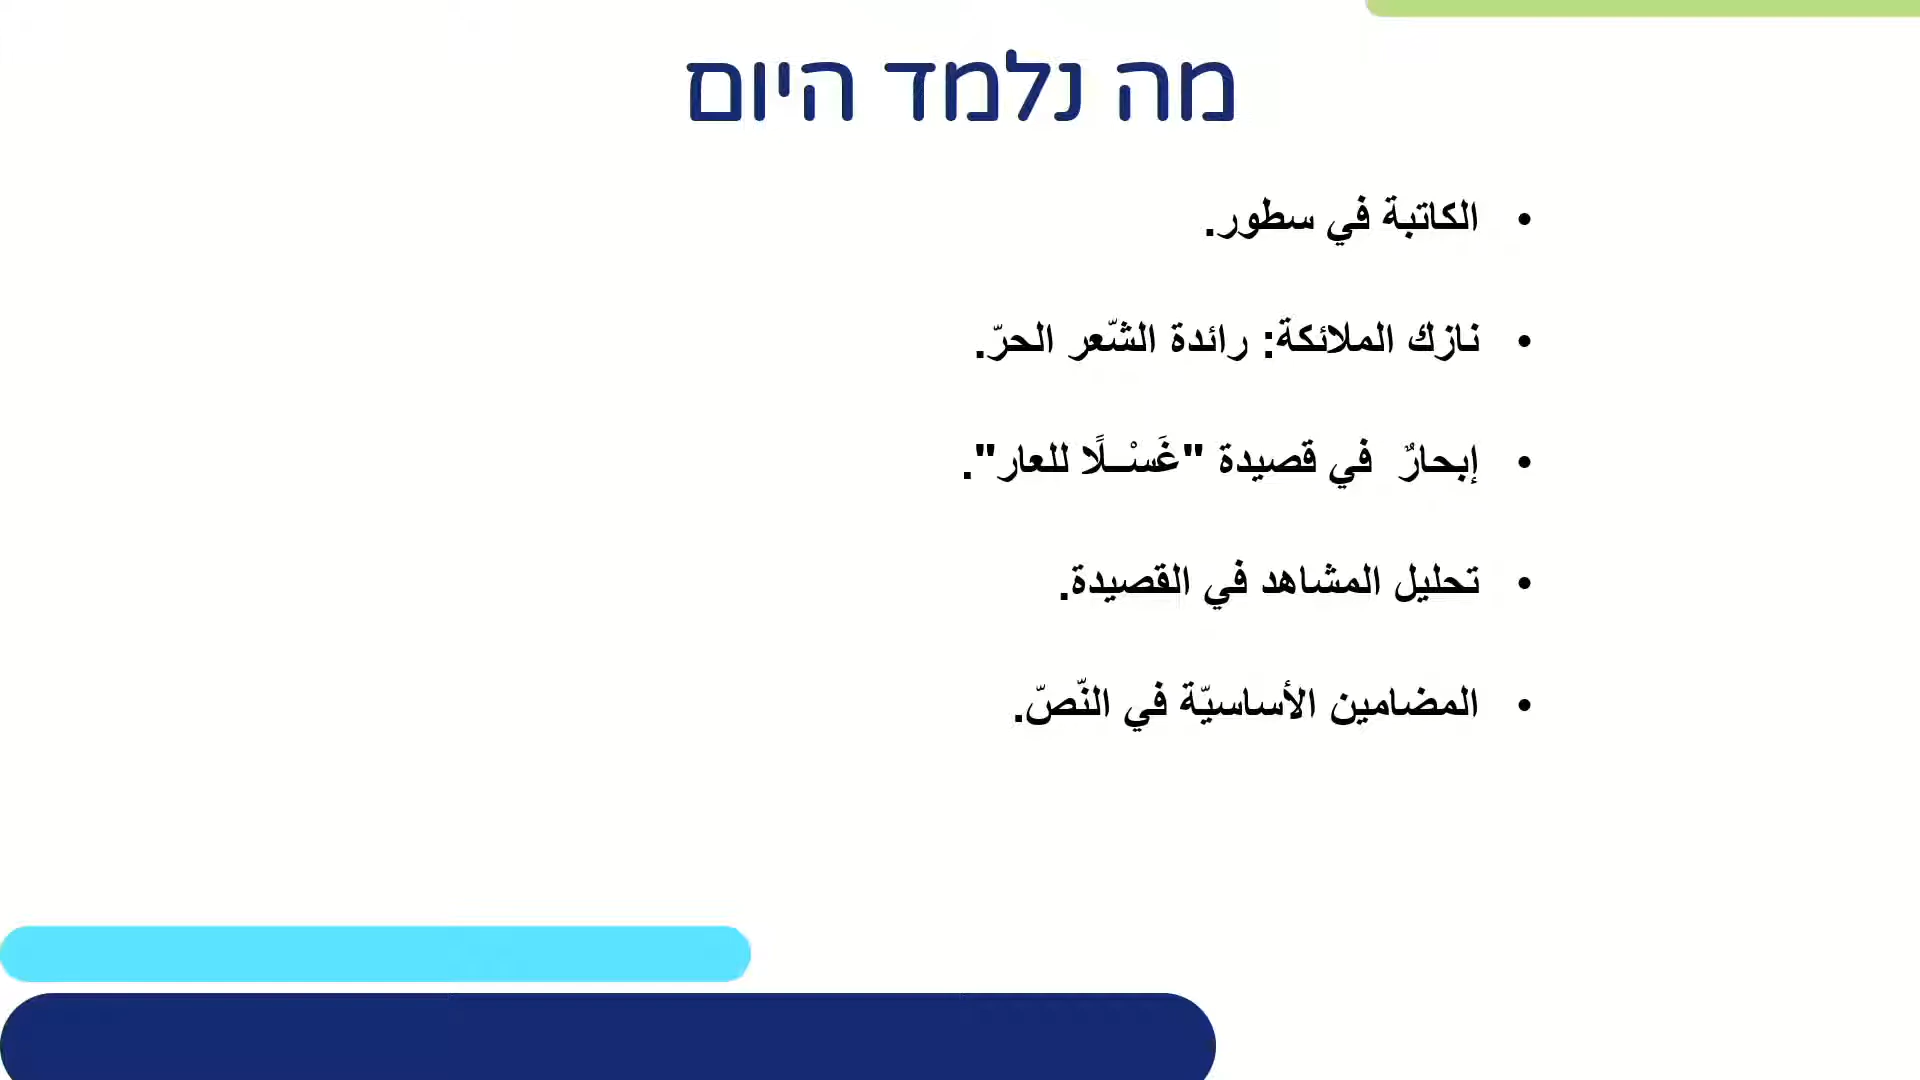 מה נלמד היום
• الكاتبة في سطور.
• نازك الملائكة: رائدة الشّعر الحرّ.
• إبحارٌ  في قصيدة "غَسْــلًا للعار".
• تحليل المشاهد في القصيدة.
• المضامين الأساسيّة في النّصّ.